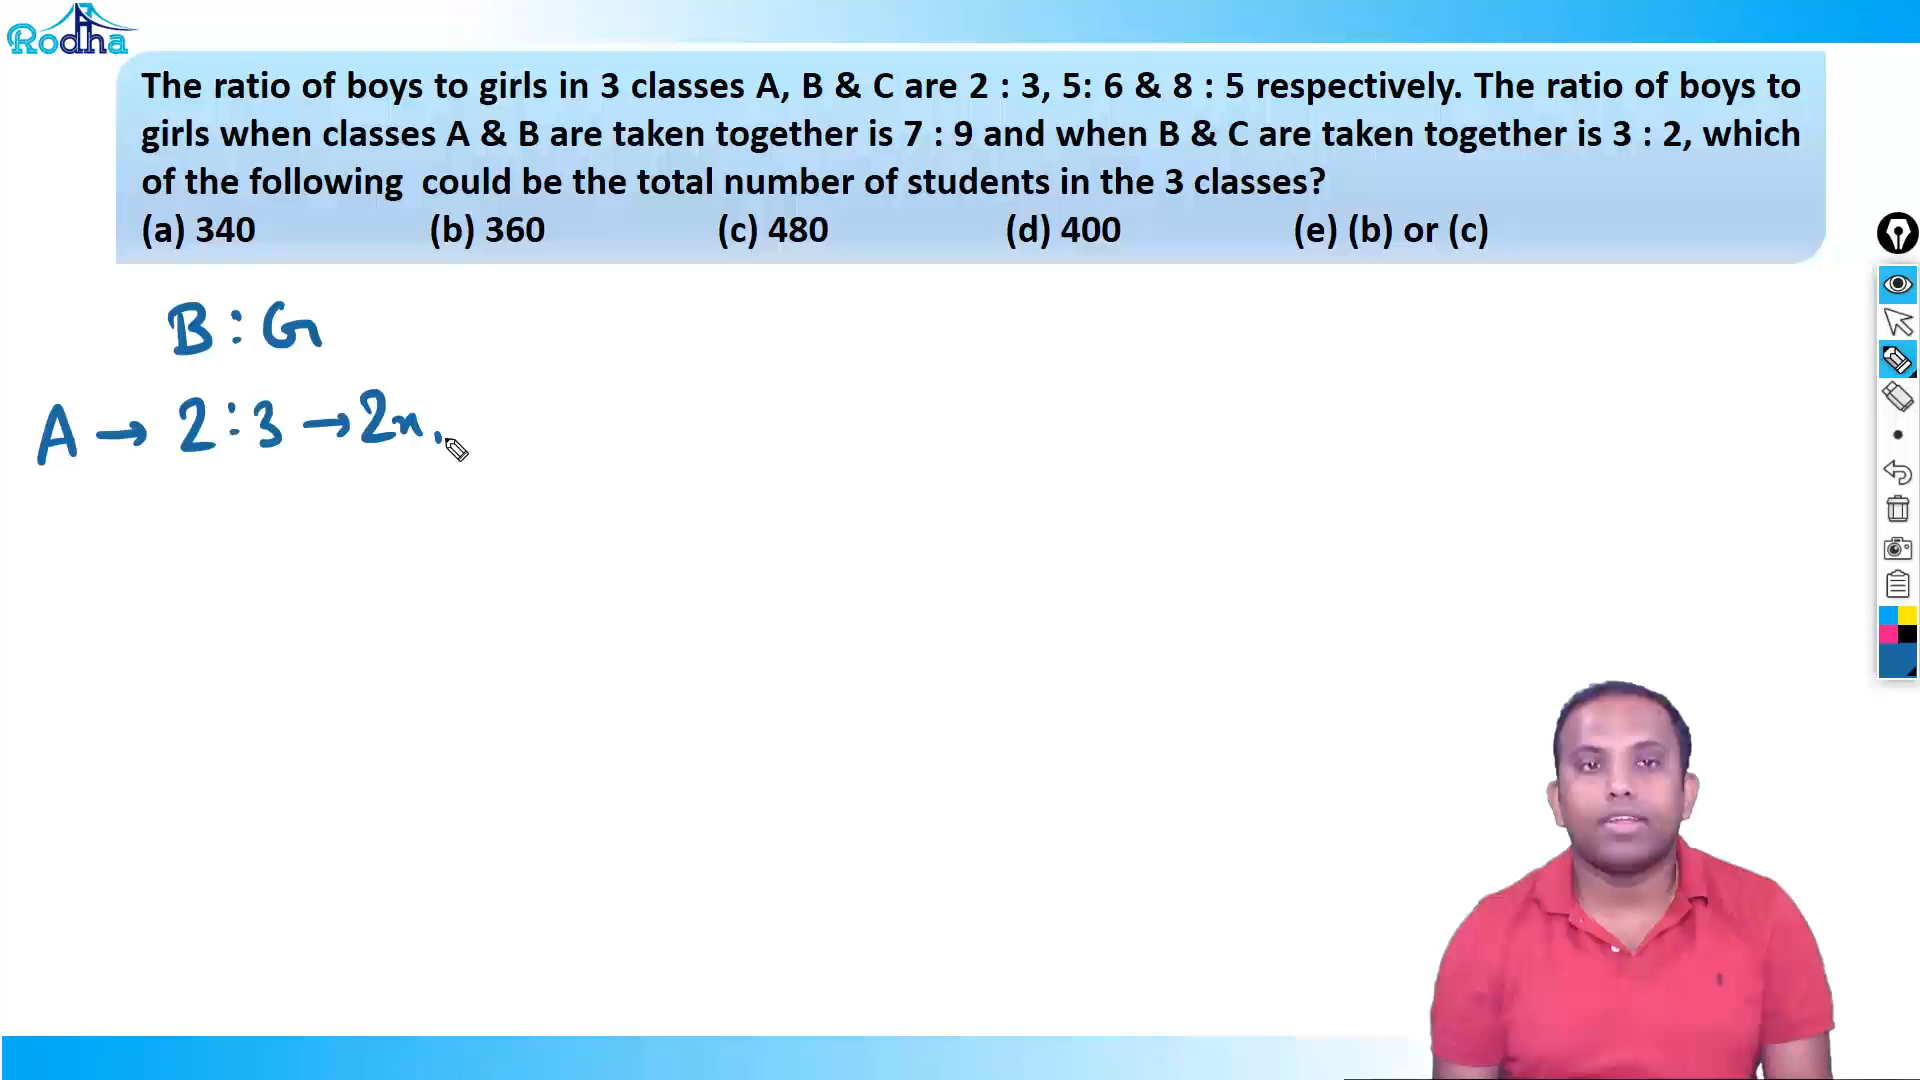 Rodha
The ratio of boys to girls in 3 classes A, B & C are 2 : 3, 5: 6 & 8 : 5 respectively. The ratio of boys to
girls when classes A & B are taken together is 7 : 9 and when B & C are taken together is 3 : 2, which
of the following could be the total number of students in the 3 classes?
(a) 340 (b) 360 (c) 480 (d) 400 (e) (b) or (c)
B : G
A → 2 : 3 → 2x,